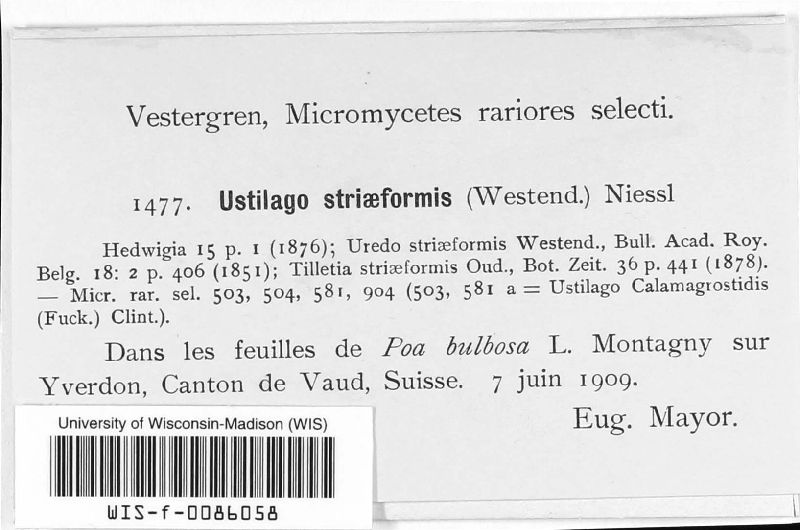 Vestergren, Micromycetes rariores selecti.
1477. Ustilago striæformis (Westend.) Niessl
Hedwigia 15 p. 1 (1876); Uredo striæformis Westend., Bull. Acad. Roy.
Belg. 18: 2 p. 406 (1851); Tilletia striæformis Oud., Bot. Zeit. 36 p. 441 (1878).
— Micr. rar. sel. 503, 504, 581, 904 (503, 581 a = Ustilago Calamagrostidis
(Fuck.) Clint.).
Dans les feuilles de Poa bulbosa L. Montagny sur
Yverdon, Canton de Vaud, Suisse. 7 juin 1909.
Eug. Mayor.
University of Wisconsin-Madison (WIS)
WIS-f-0086058